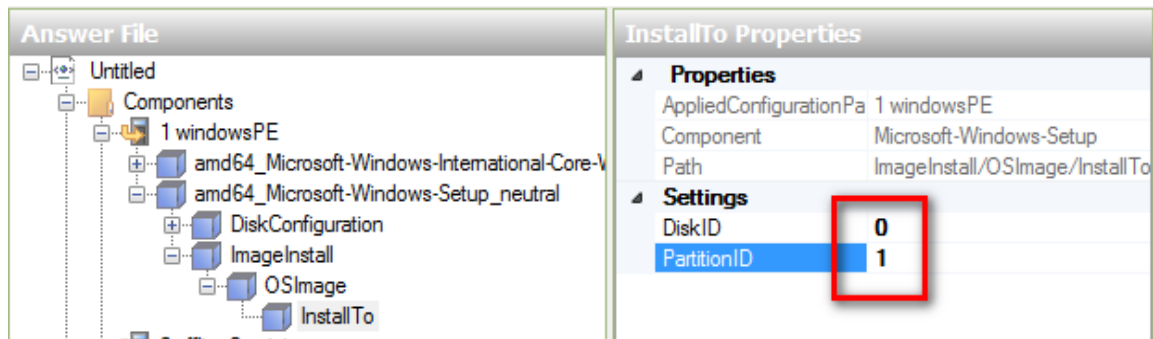 Answer File
Untitled
Components
1 windowsPE
amd64_Microsoft-Windows-International-Core-
amd64_Microsoft-Windows-Setup_neutral
DiskConfiguration
ImageInstall
OSImage
InstallTo
InstallTo Properties
Properties
AppliedConfigurationPa 1 windowsPE
Component Microsoft-Windows-Setup
Path ImageInstall/OSImage/InstallTo
Settings
DiskID 0
PartitionID 1